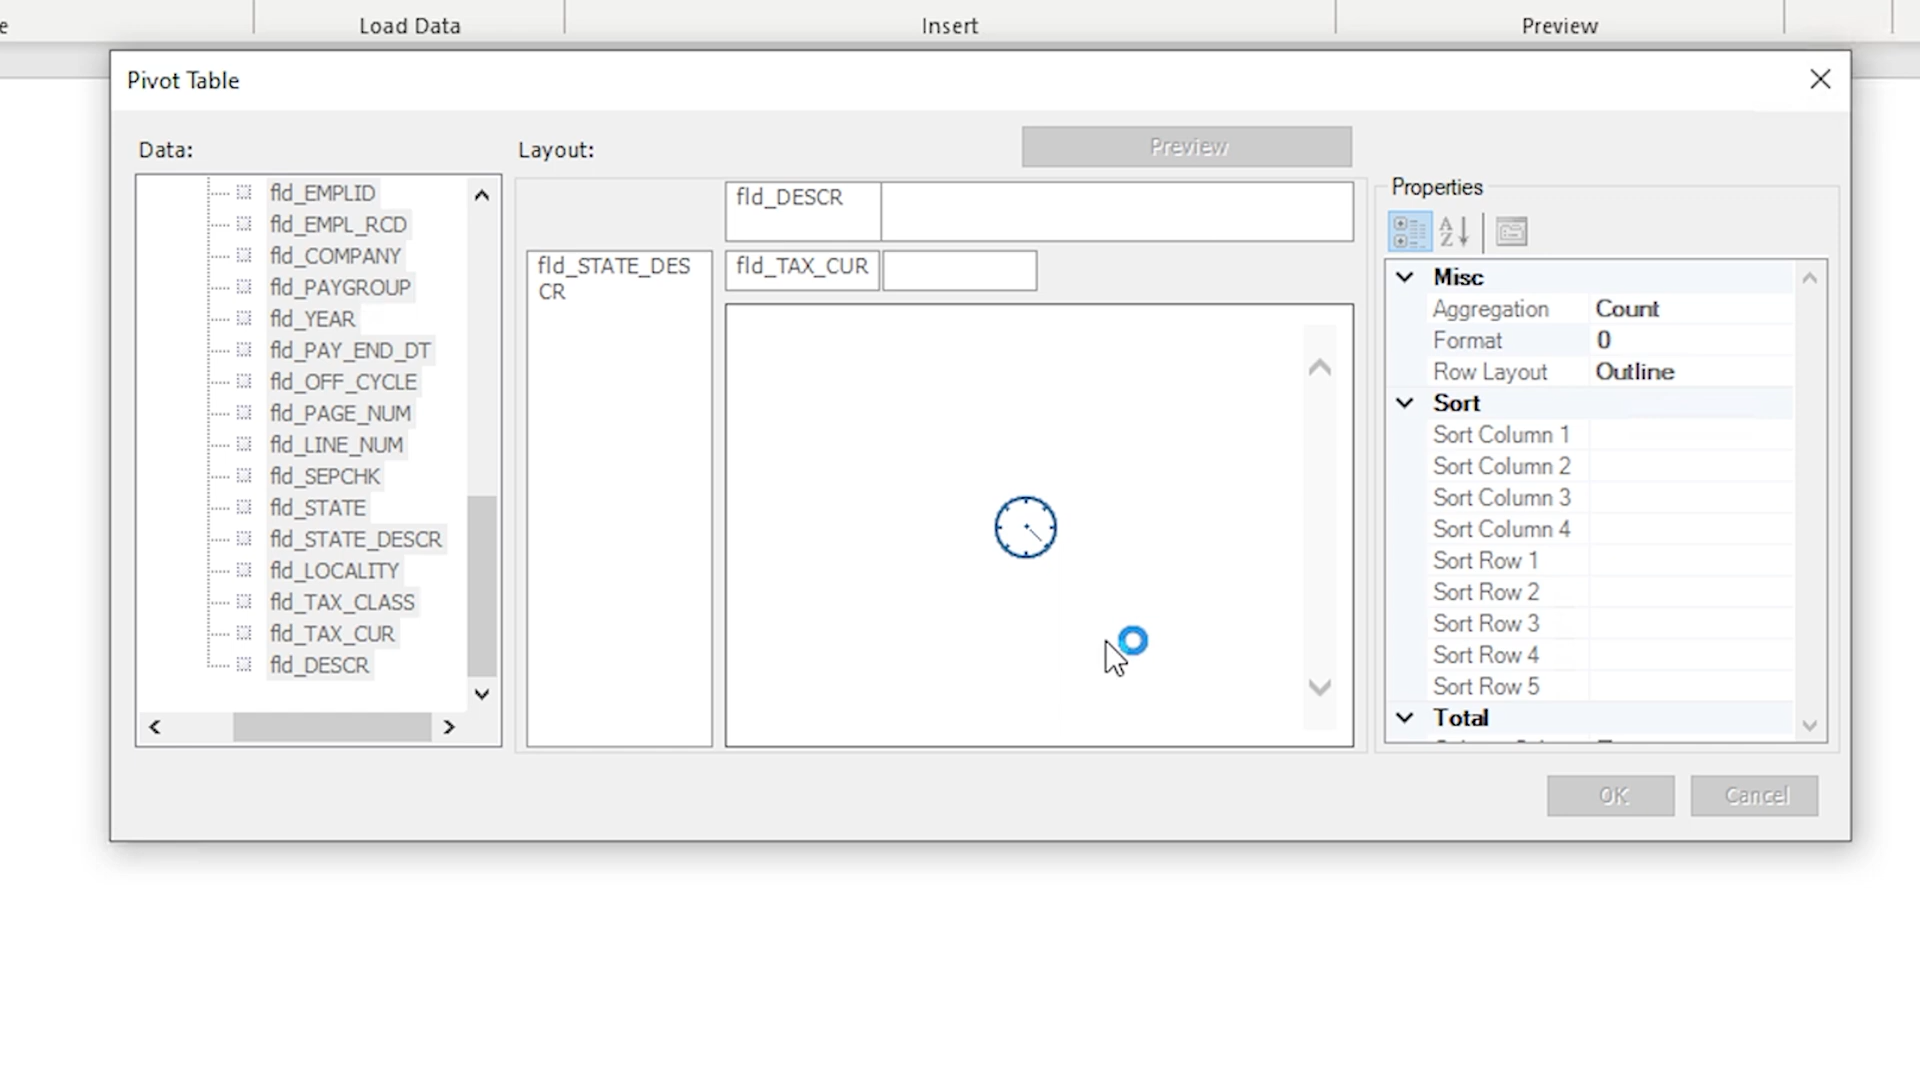 e
Load Data
Insert
Preview
Pivot Table
Data:
Layout:
Preview
fld_EMPLID
fld_EMPL_RCD
fld_COMPANY
fld_PAYGROUP
fld_YEAR
fld_PAY_END_DT
fld_OFF_CYCLE
fld_PAGE_NUM
fld_LINE_NUM
fld_SEPCHK
fld_STATE
fld_STATE_DESCR
fld_LOCALITY
fld_TAX_CLASS
fld_TAX_CUR
fld_DESCR
fld_DESCR
fld_STATE_DES
CR
fld_TAX_CUR
Properties
A
Z
Misc
Aggregation Count
Format 0
Row Layout Outline
Sort
Sort Column 1
Sort Column 2
Sort Column 3
Sort Column 4
Sort Row 1
Sort Row 2
Sort Row 3
Sort Row 4
Sort Row 5
Total
OK
Cancel